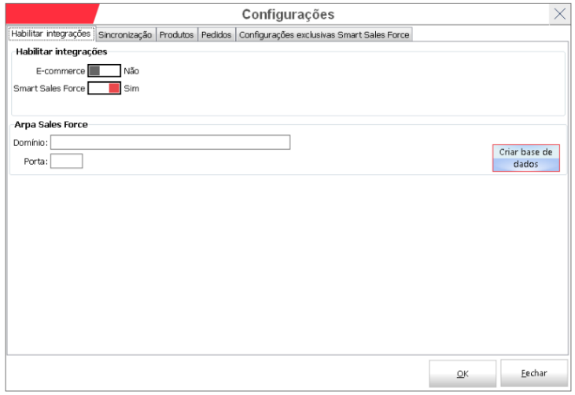 Configurações
Habilitar integrações Sincronização Produtos Pedidos Configurações exclusivas Smart Sales Force
Habilitar integrações
E-commerce Não
Smart Sales Force Sim
Arpa Sales Force
Domínio:
Porta:
Criar base de
dados
OK Fechar